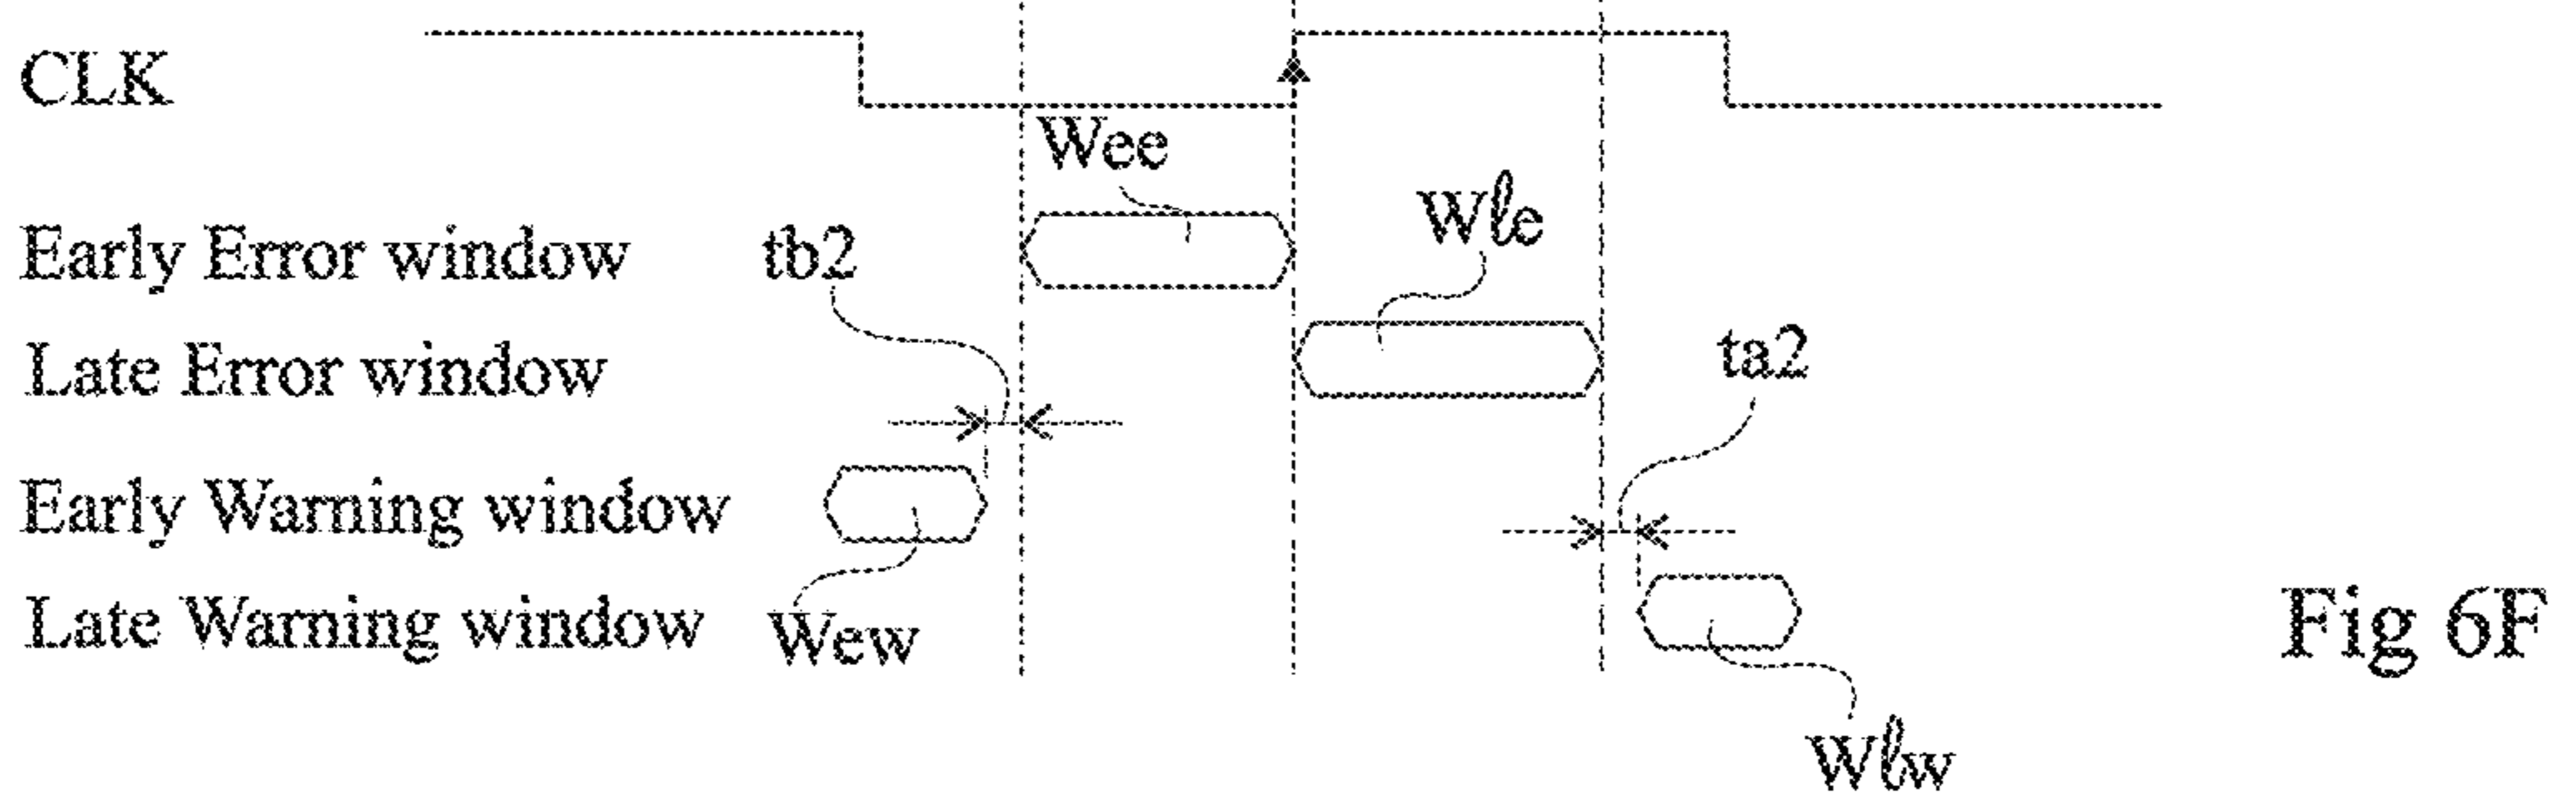 CLK
Wee
Wℓe
Early Error window
tb2
Late Error window
ta2
Early Warning window
Late Warning window
Wew
Wℓw
Fig 6F